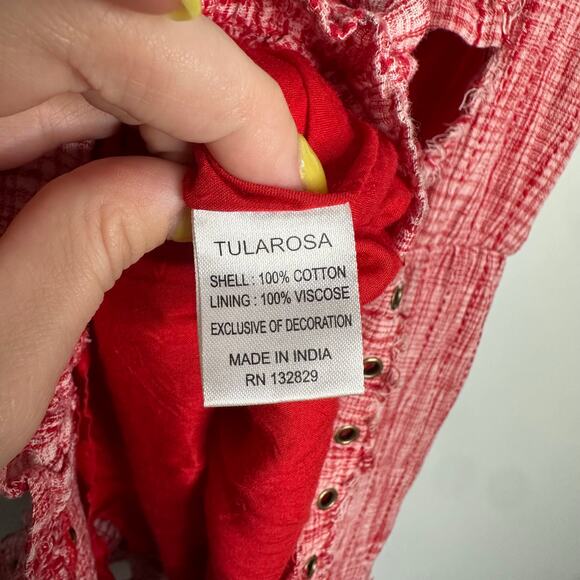 TULAROSA
SHELL : 100% COTTON
LINING : 100% VISCOSE
EXCLUSIVE OF DECORATION
MADE IN INDIA
RN 132829